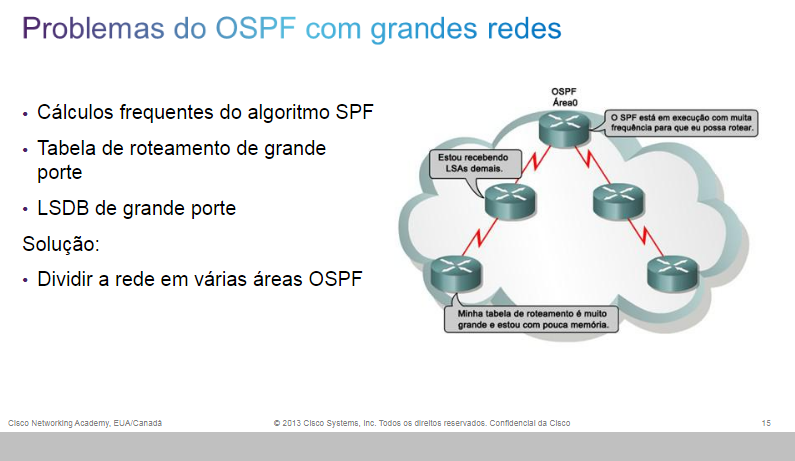 Problemas do OSPF com grandes redes
• Cálculos frequentes do algoritmo SPF
• Tabela de roteamento de grande
porte
• LSDB de grande porte
Solução:
• Dividir a rede em várias áreas OSPF
OSPF
Área0
O SPF está em execução com muita
frequência para que eu possa rotear.
Estou recebendo
LSAs demais.
Minha tabela de roteamento é muito
grande e estou com pouca memória.
Cisco Networking Academy, EUA/Canadá
© 2013 Cisco Systems, Inc. Todos os direitos reservados. Confidencial da Cisco
15